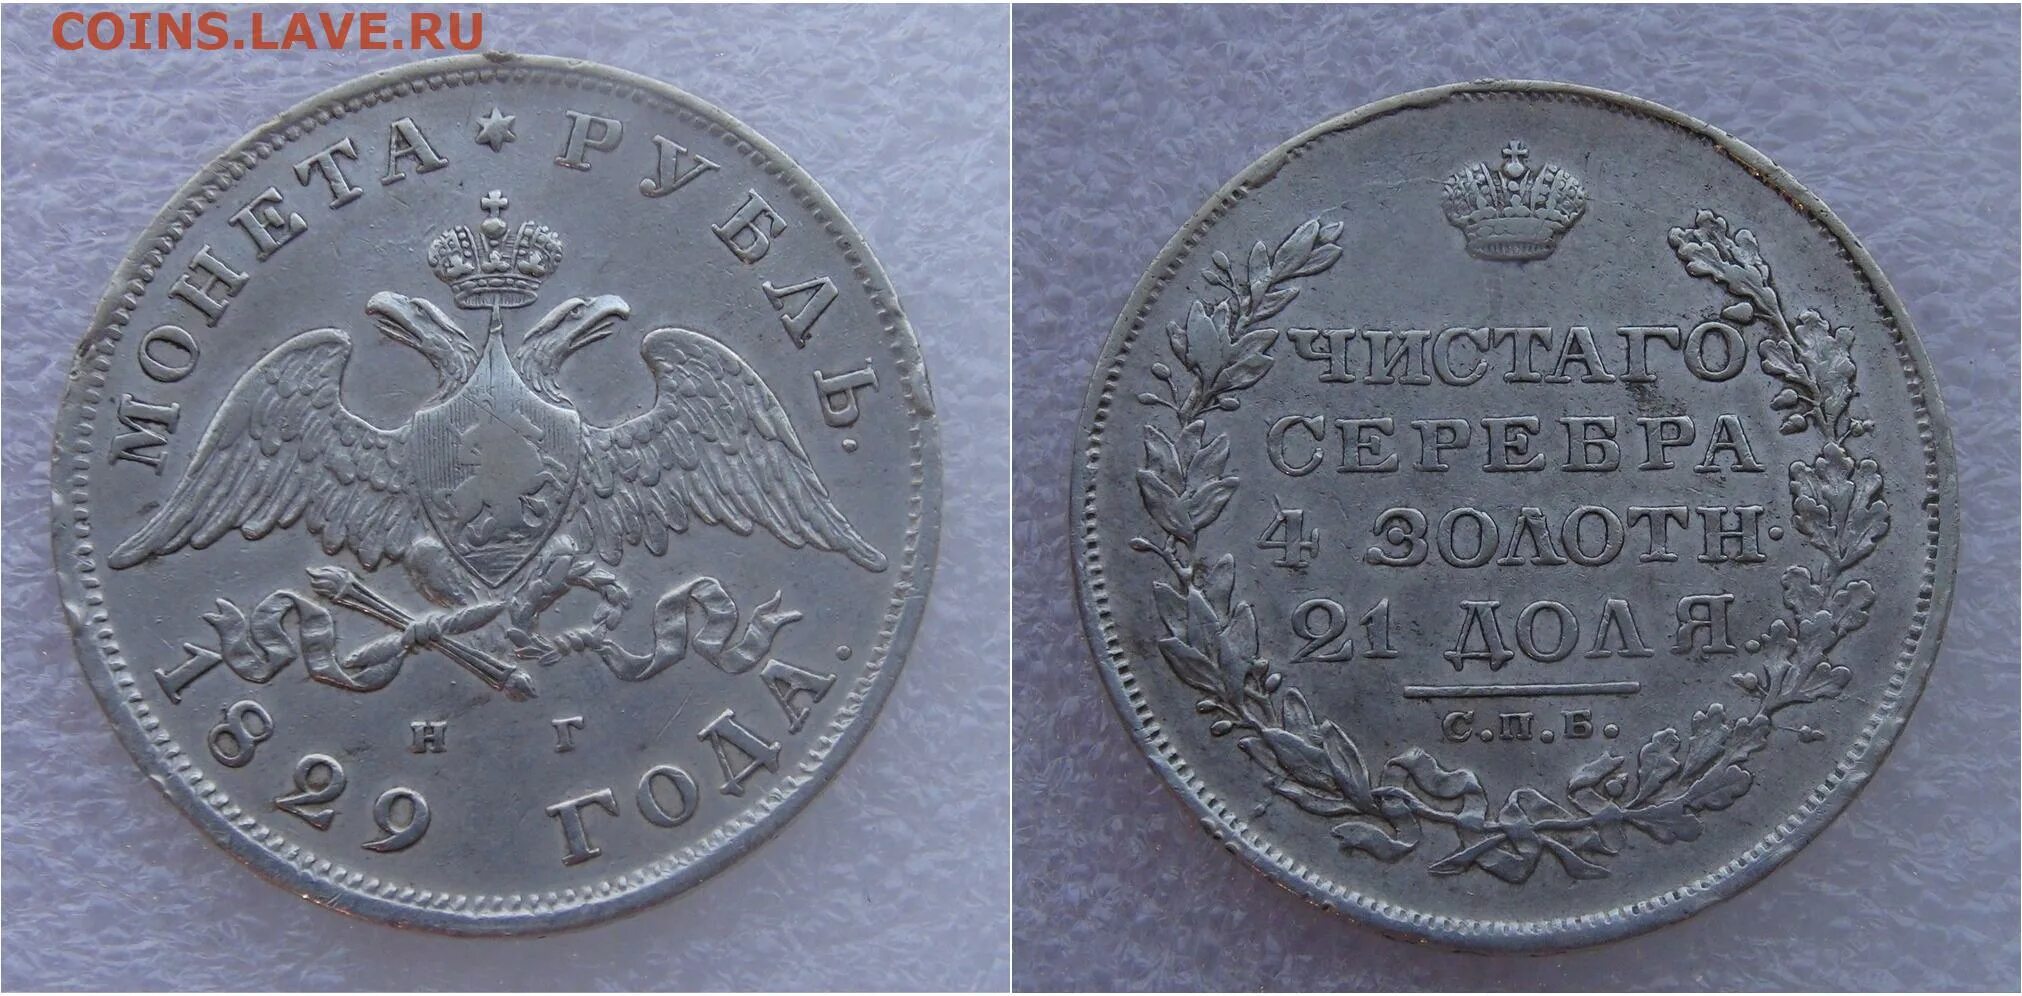 COINS.LAVE.RU
МОНЕТА * РУБЛЬ.
Н Г
1829 ГОДА.
ЧИСТАГО
СЕРЕБРА
4 ЗОЛОТН.
21 ДОЛЯ.
С.П.Б.